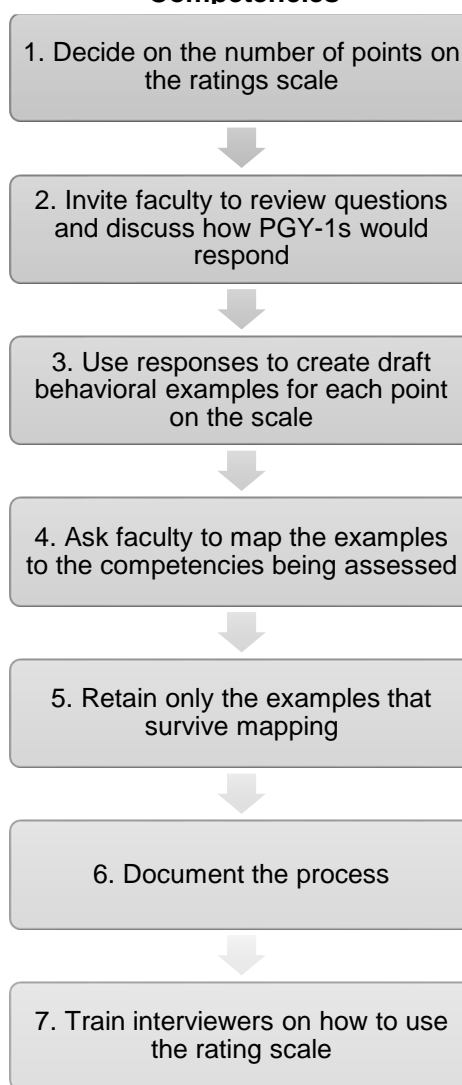 Competencies
1. Decide on the number of points on
the ratings scale
2. Invite faculty to review questions
and discuss how PGY-1s would
respond
3. Use responses to create draft
behavioral examples for each point
on the scale
4. Ask faculty to map the examples
to the competencies being assessed
5. Retain only the examples that
survive mapping
6. Document the process
7. Train interviewers on how to use
the rating scale